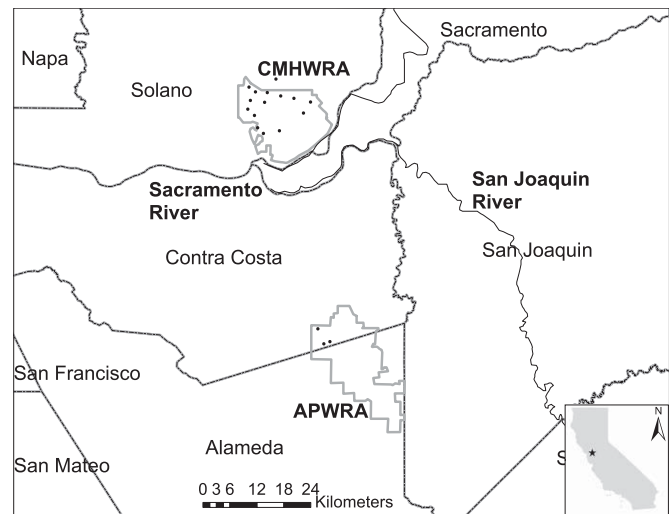 Sacramento
Napa
CMHWRA
Solano
Sacramento
River
San Joaquin
River
San Joaquin
Contra Costa
San Francisco
APWRA
Alameda
San Mateo
0 3 6 12 18 24
Kilometers
N
S